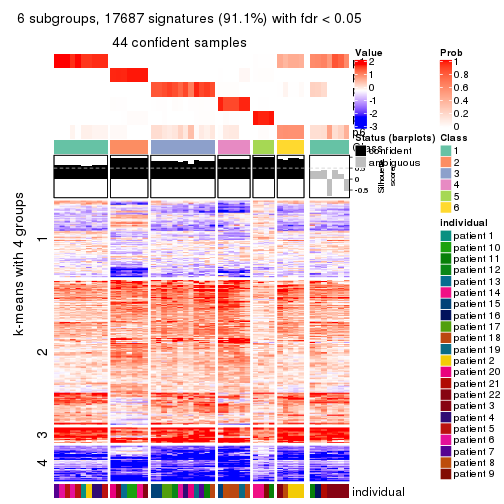 6 subgroups, 17687 signatures (91.1%) with fdr < 0.05
44 confident samples
k-means with 4 groups
1
2
3
4
individual
Value
2
1
0
-1
-2
-3
Status (barplots)
confident
ambiguous
0.5
0
-0.5
Silhouette
score
Prob
1
0.8
0.6
0.4
0.2
0
Class
1
2
3
4
5
6
individual
patient 1
patient 10
patient 11
patient 12
patient 13
patient 14
patient 15
patient 16
patient 17
patient 18
patient 19
patient 2
patient 20
patient 21
patient 22
patient 3
patient 4
patient 5
patient 6
patient 7
patient 8
patient 9